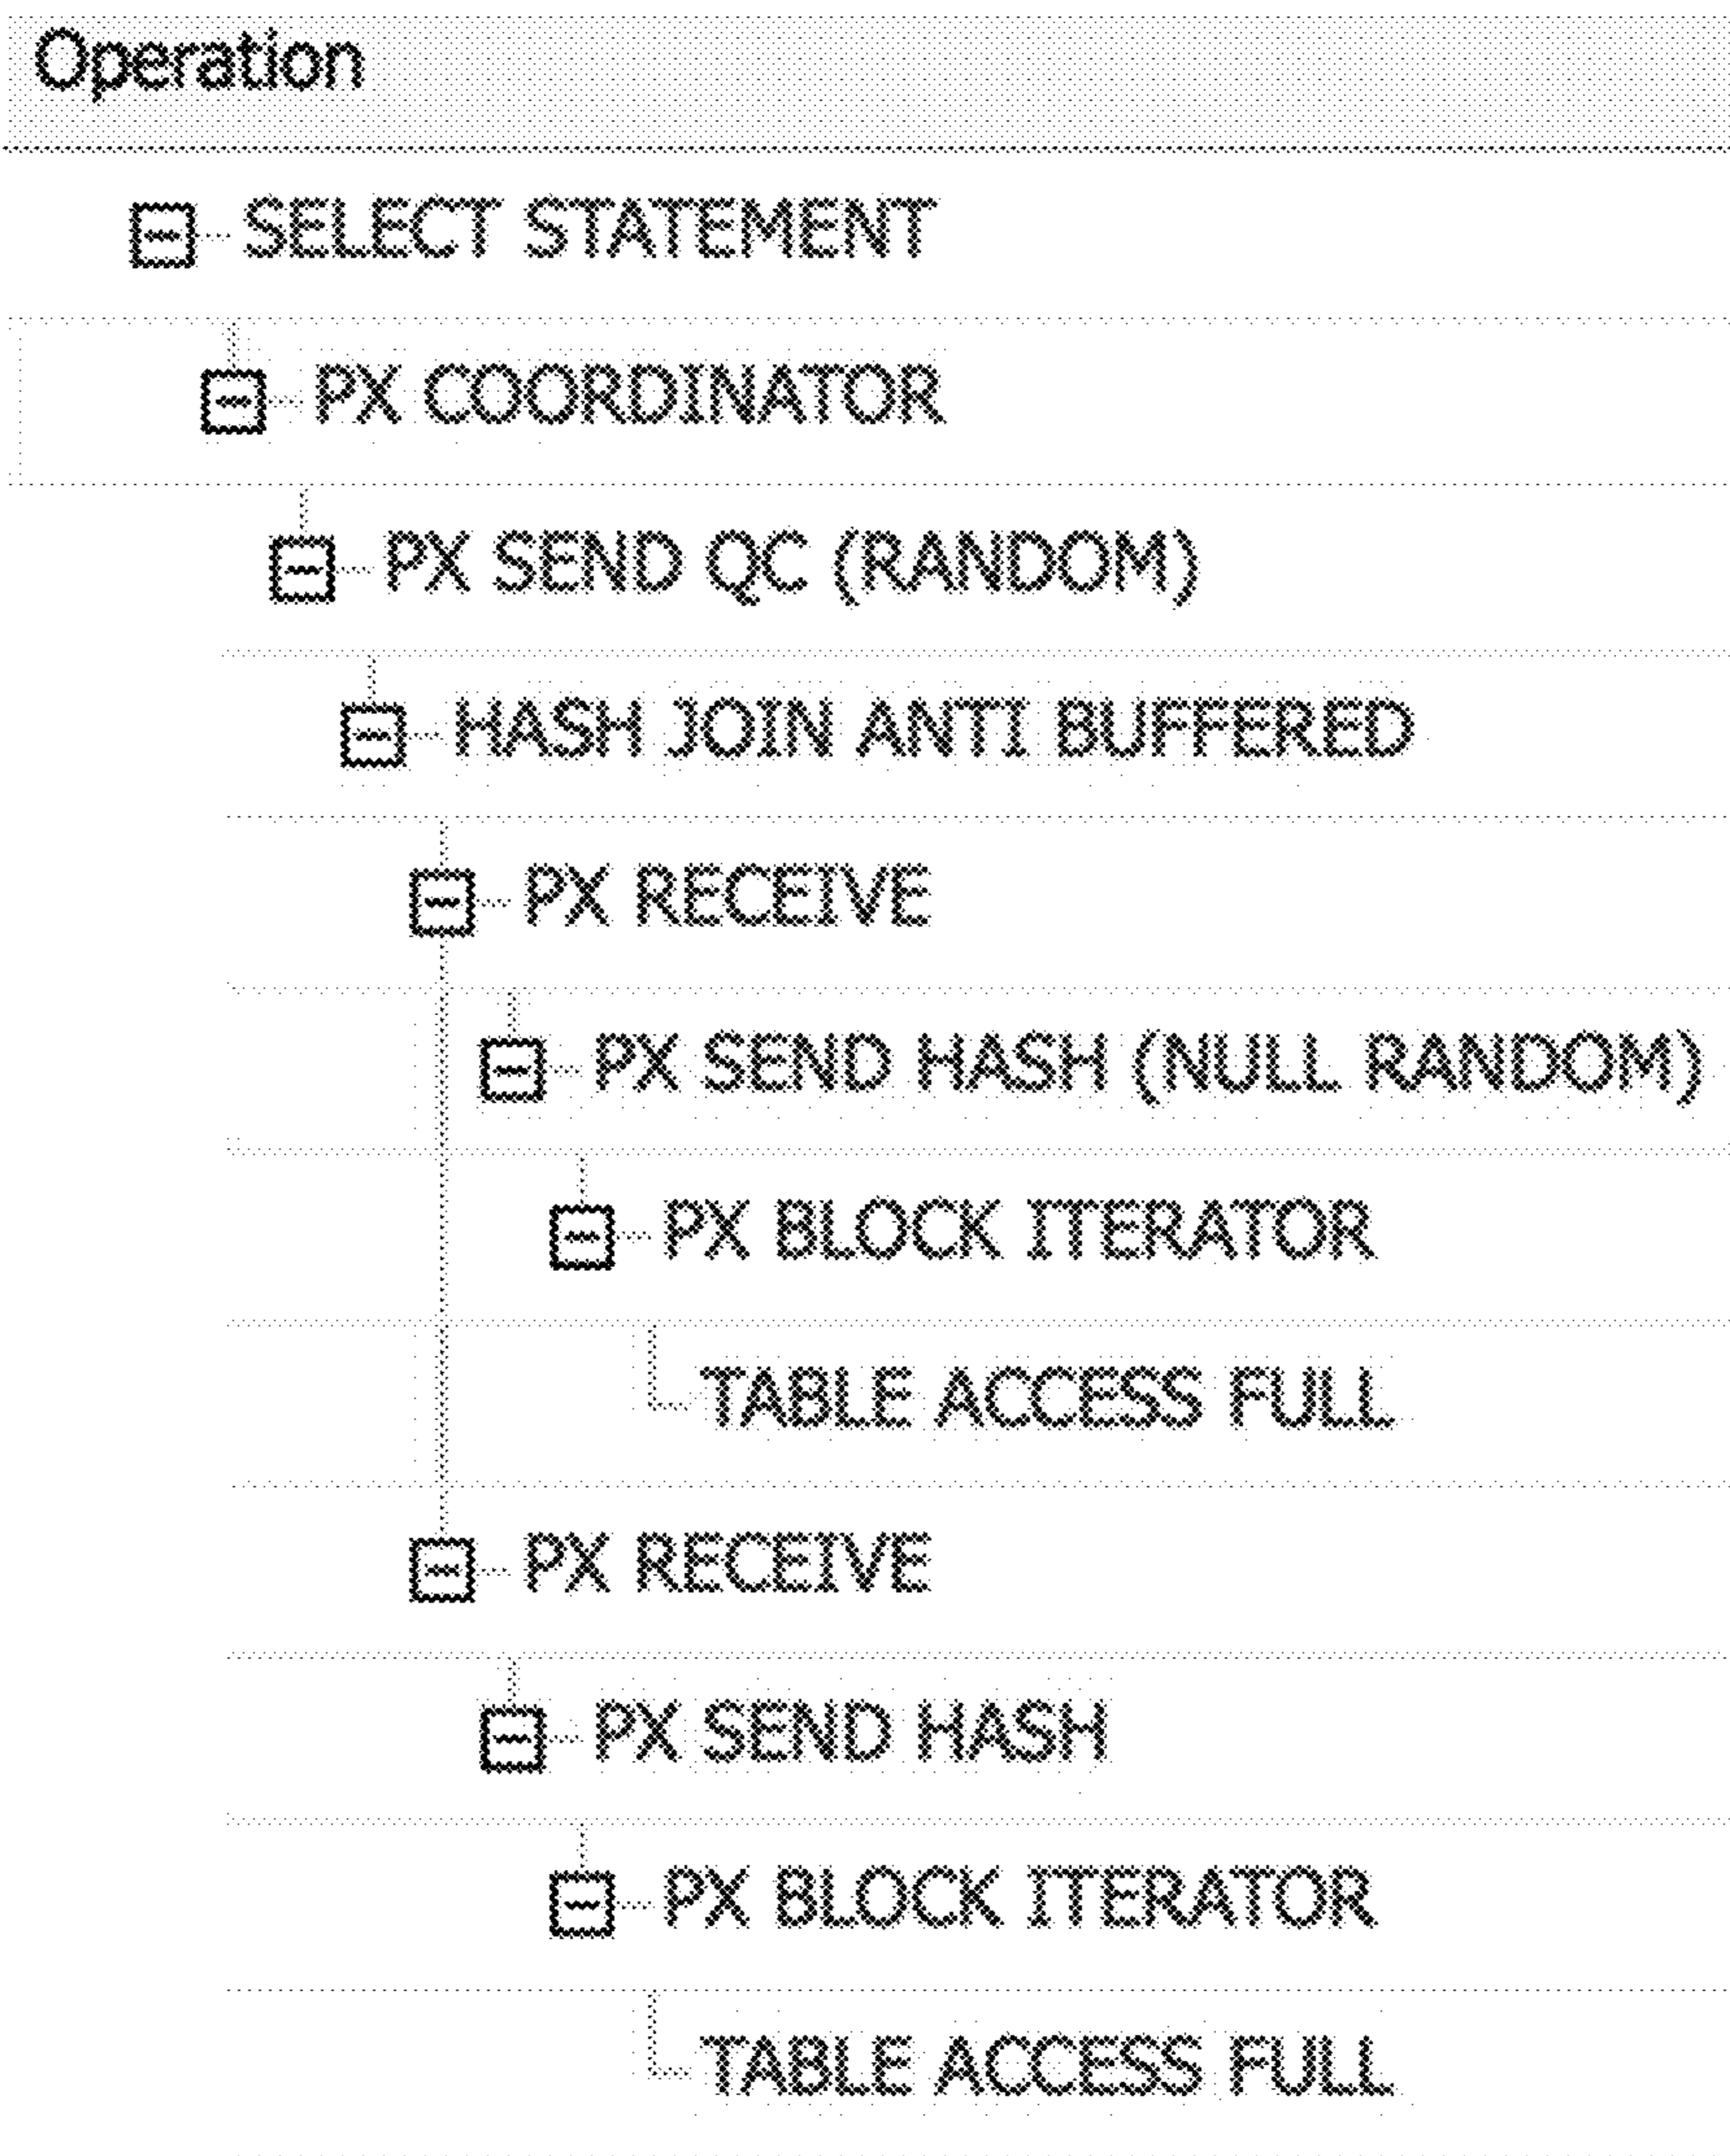 Operation
SELECT STATEMENT
PX COORDINATOR
PX SEND QC (RANDOM)
HASH JOIN ANTI BUFFERED
PX RECEIVE
PX SEND HASH (NULL RANDOM)
PX BLOCK ITERATOR
TABLE ACCESS FULL
PX RECEIVE
PX SEND HASH
PX BLOCK ITERATOR
TABLE ACCESS FULL